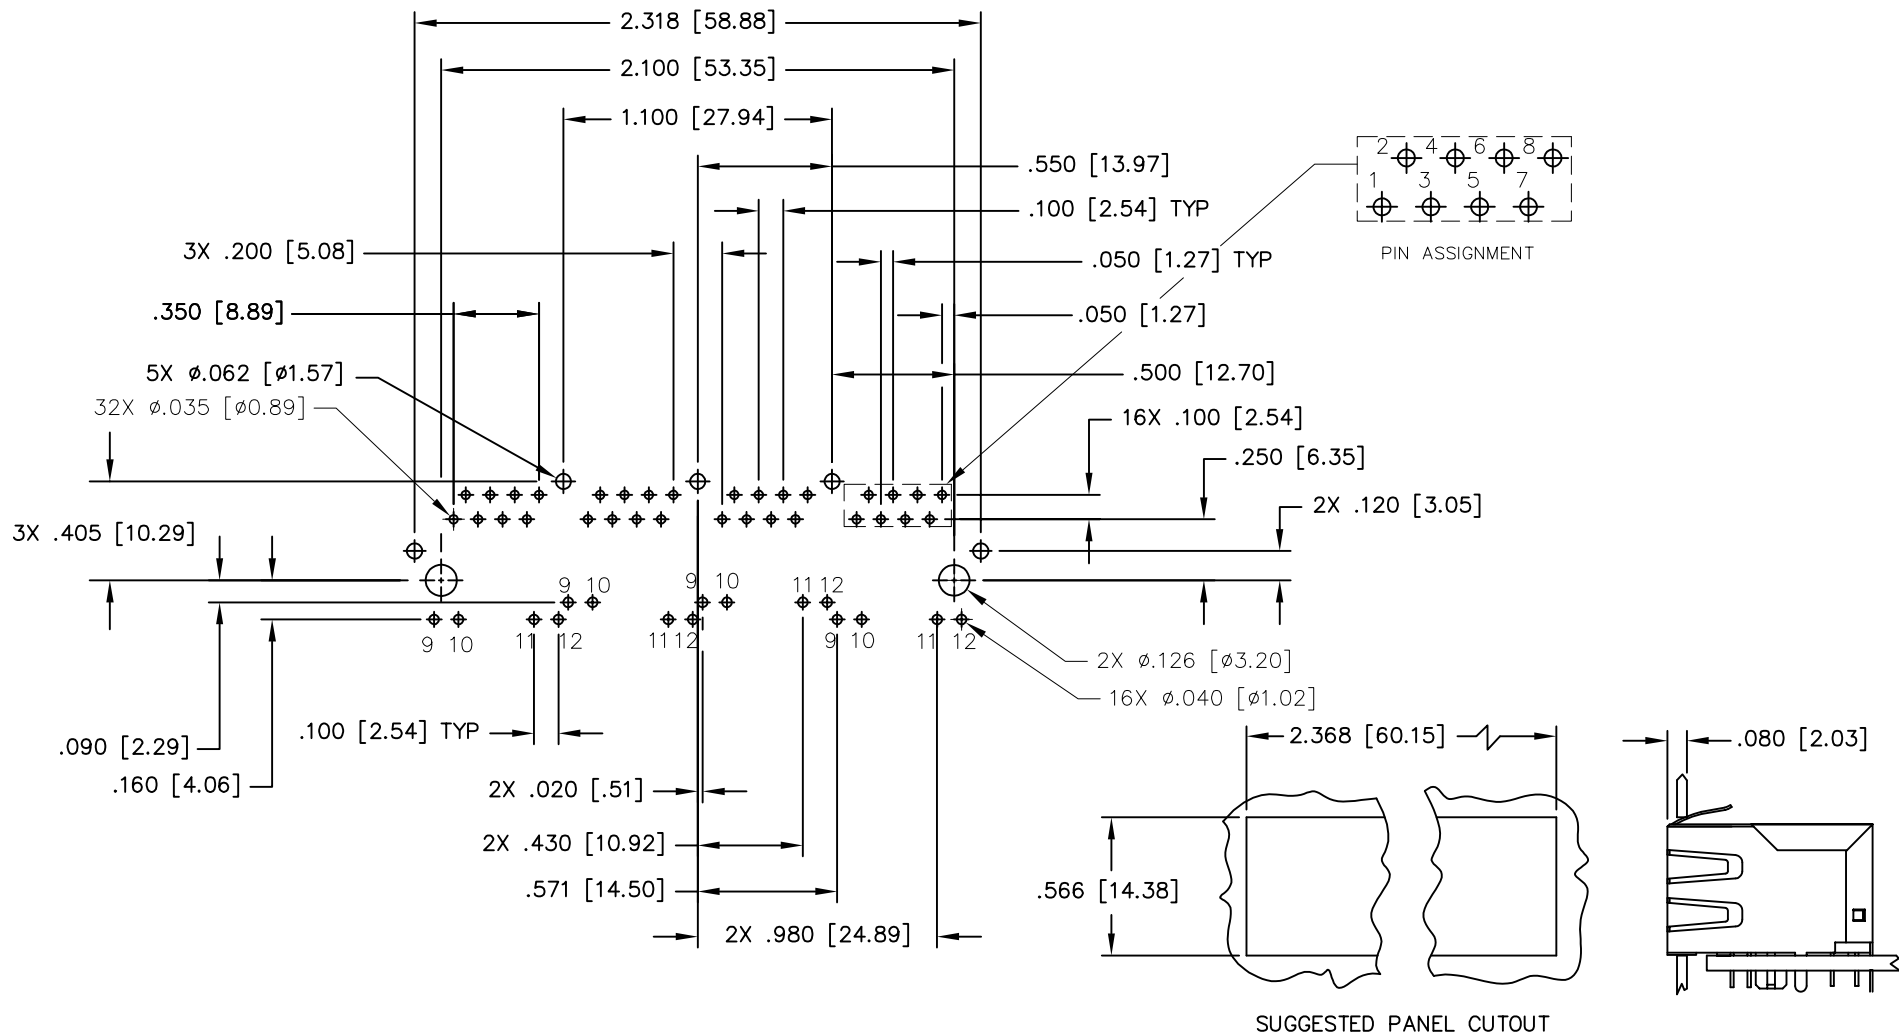 2.318 [58.88]
2.100 [53.35]
1.100 [27.94]
.550 [13.97]
.100 [2.54] TYP
3X .200 [5.08]
.050 [1.27] TYP
.350 [8.89]
.050 [1.27]
5X ø.062 [ø1.57]
.500 [12.70]
32X ø.035 [ø0.89]
16X .100 [2.54]
.250 [6.35]
2X .120 [3.05]
3X .405 [10.29]
2 4 6 8
1 3 5 7
PIN ASSIGNMENT
9 10 9 10 11 12
9 10 11 12 11 12 9 10 11 12
2X ø.126 [ø3.20]
16X ø.040 [ø1.02]
.100 [2.54] TYP
.090 [2.29]
.160 [4.06]
2X .020 [.51]
2X .430 [10.92]
.571 [14.50]
2X .980 [24.89]
2.368 [60.15]
.080 [2.03]
.566 [14.38]
SUGGESTED PANEL CUTOUT